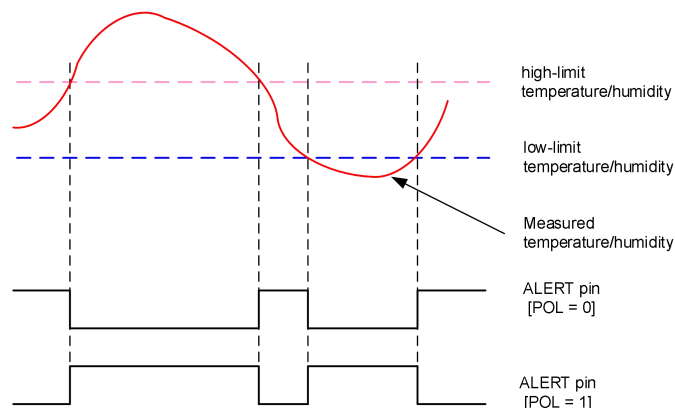 high-limit
temperature/humidity
low-limit
temperature/humidity
Measured
temperature/humidity
ALERT pin
[POL = 0]
ALERT pin
[POL = 1]